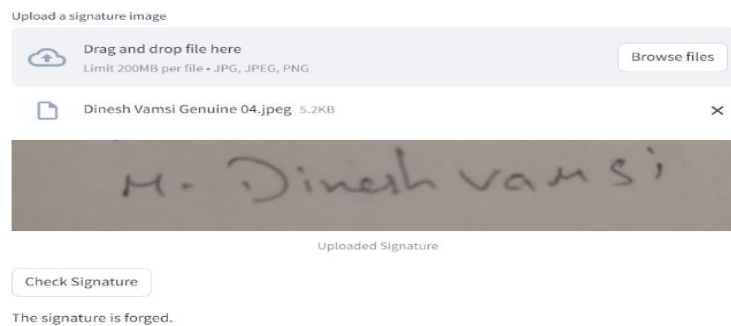 Upload a signature image
Drag and drop file here
Limit 200MB per file • JPG, JPEG, PNG
Browse files
Dinesh Vamsi Genuine 04.jpeg 5.2KB
M. Dinesh Vamsi
Uploaded Signature
Check Signature
The signature is forged.